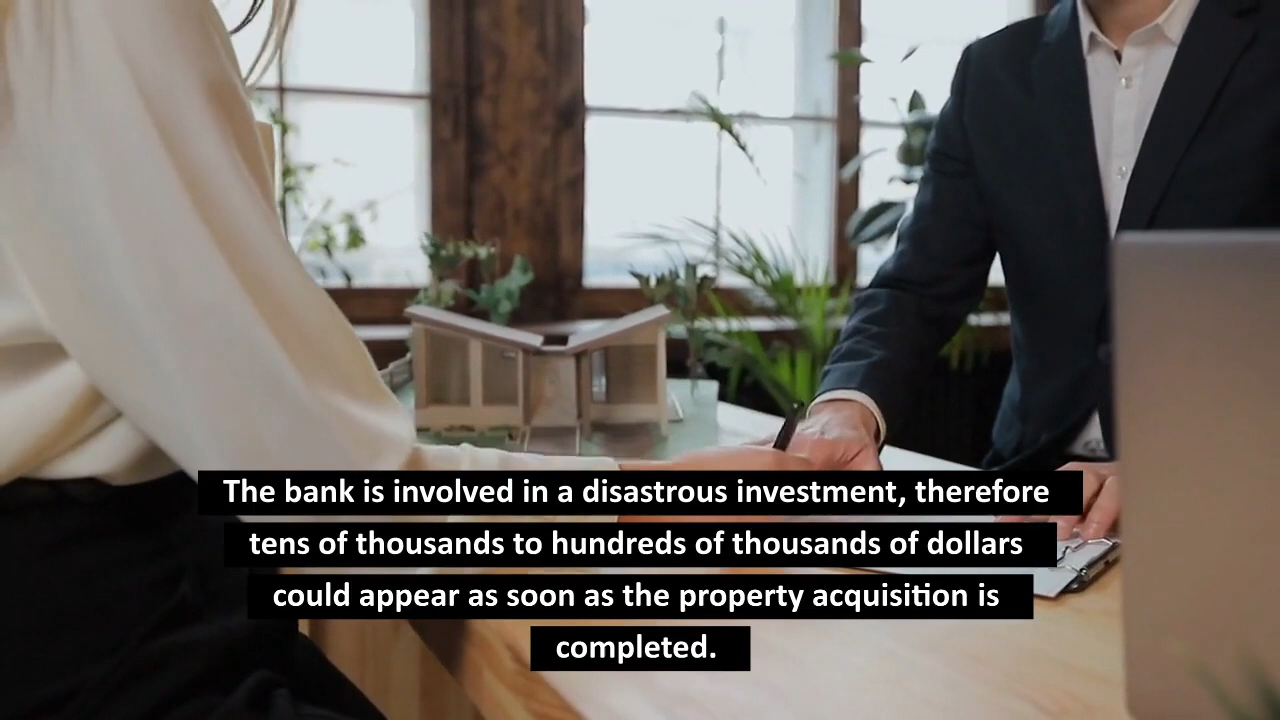 The bank is involved in a disastrous investment, therefore
tens of thousands to hundreds of thousands of dollars
could appear as soon as the property acquisition is
completed.